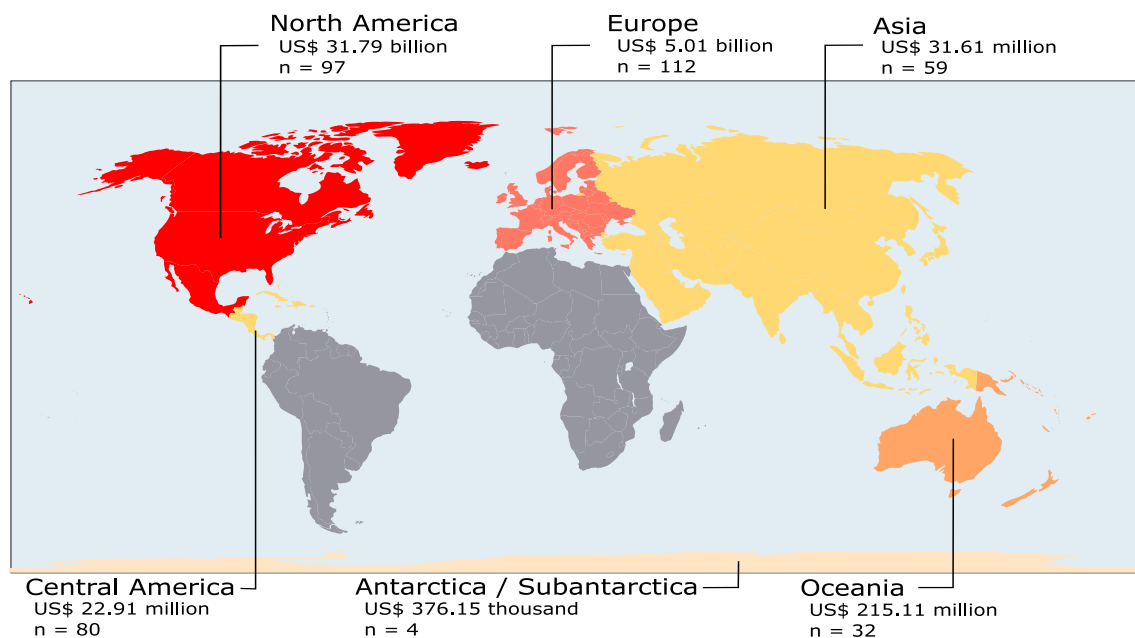 North America
US$ 31.79 billion
n = 97
Europe
US$ 5.01 billion
n = 112
Asia
US$ 31.61 million
n = 59
Central America
US$ 22.91 million
n = 80
Antarctica / Subantarctica
US$ 376.15 thousand
n = 4
Oceania
US$ 215.11 million
n = 32